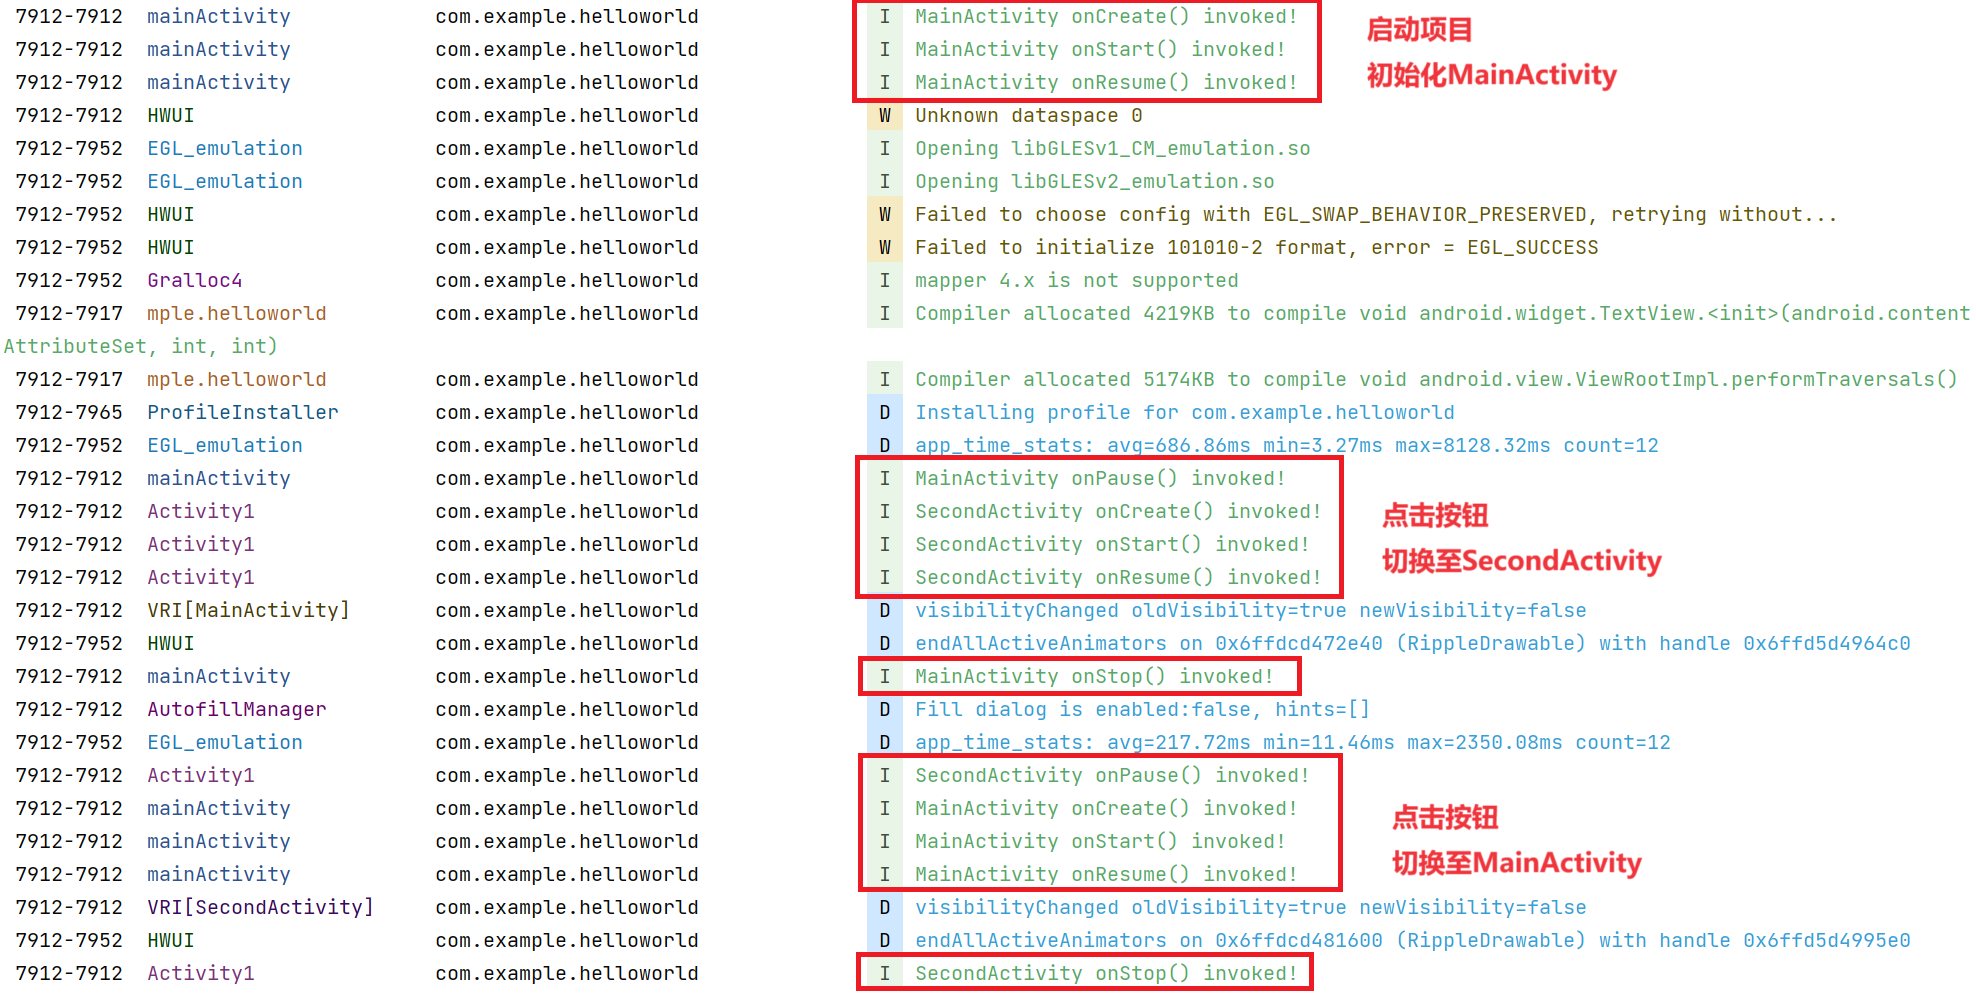 7912-7912 mainActivity com.example.helloworld I MainActivity onCreate() invoked!
启动项目
7912-7912 mainActivity com.example.helloworld I MainActivity onStart() invoked!
初始化MainActivity
7912-7912 mainActivity com.example.helloworld I MainActivity onResume() invoked!
7912-7912 HWUI com.example.helloworld W Unknown dataspace 0
7912-7952 EGL_emulation com.example.helloworld I Opening libGLESv1_CM_emulation.so
7912-7952 EGL_emulation com.example.helloworld I Opening libGLESv2_emulation.so
7912-7952 HWUI com.example.helloworld W Failed to choose config with EGL_SWAP_BEHAVIOR_PRESERVED, retrying without...
7912-7952 HWUI com.example.helloworld W Failed to initialize 101010-2 format, error = EGL_SUCCESS
7912-7952 Gralloc4 com.example.helloworld I mapper 4.x is not supported
7912-7917 mple.helloworld com.example.helloworld I Compiler allocated 4219KB to compile void android.widget.TextView.<init>(android.content
AttributeSet, int, int)
7912-7917 mple.helloworld com.example.helloworld I Compiler allocated 5174KB to compile void android.view.ViewRootImpl.performTraversals()
7912-7965 ProfileInstaller com.example.helloworld D Installing profile for com.example.helloworld
7912-7952 EGL_emulation com.example.helloworld D app_time_stats: avg=686.86ms min=3.27ms max=8128.32ms count=12
7912-7912 mainActivity com.example.helloworld I MainActivity onPause() invoked!
7912-7912 Activity1 com.example.helloworld I SecondActivity onCreate() invoked!
点击按钮
7912-7912 Activity1 com.example.helloworld I SecondActivity onStart() invoked!
切换至SecondActivity
7912-7912 Activity1 com.example.helloworld I SecondActivity onResume() invoked!
7912-7912 VRI[MainActivity] com.example.helloworld D visibilityChanged oldVisibility=true newVisibility=false
7912-7952 HWUI com.example.helloworld D endAllActiveAnimators on 0x6ffdcd472e40 (RippleDrawable) with handle 0x6ffd5d4964c0
7912-7912 mainActivity com.example.helloworld I MainActivity onStop() invoked!
7912-7912 AutofillManager com.example.helloworld D Fill dialog is enabled:false, hints=[]
7912-7952 EGL_emulation com.example.helloworld D app_time_stats: avg=217.72ms min=11.46ms max=2350.08ms count=12
7912-7912 Activity1 com.example.helloworld I SecondActivity onPause() invoked!
7912-7912 mainActivity com.example.helloworld I MainActivity onCreate() invoked!
点击按钮
7912-7912 mainActivity com.example.helloworld I MainActivity onStart() invoked!
切换至MainActivity
7912-7912 mainActivity com.example.helloworld I MainActivity onResume() invoked!
7912-7912 VRI[SecondActivity] com.example.helloworld D visibilityChanged oldVisibility=true newVisibility=false
7912-7952 HWUI com.example.helloworld D endAllActiveAnimators on 0x6ffdcd481600 (RippleDrawable) with handle 0x6ffd5d4995e0
7912-7912 Activity1 com.example.helloworld I SecondActivity onStop() invoked!